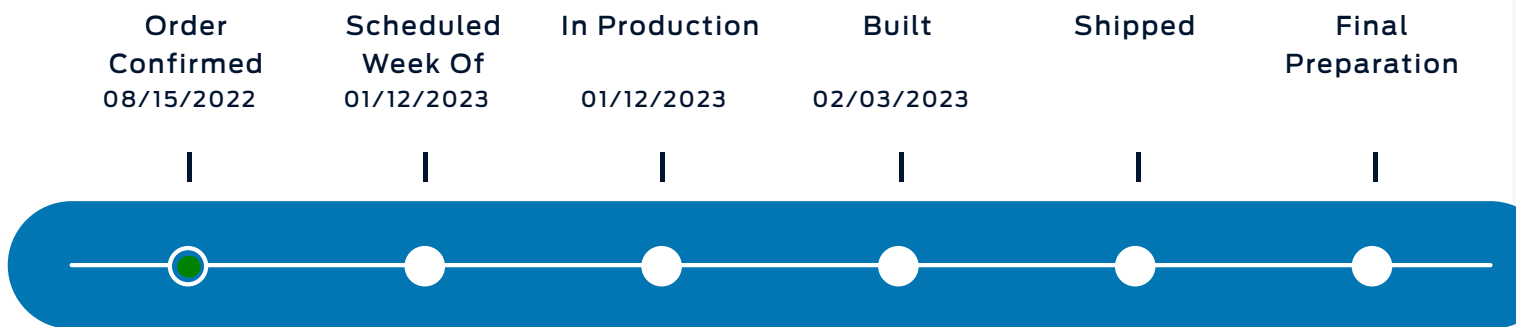 Order
Confirmed
08/15/2022
Scheduled
Week Of
01/12/2023
In Production
01/12/2023
Built
02/03/2023
Shipped
Final
Preparation